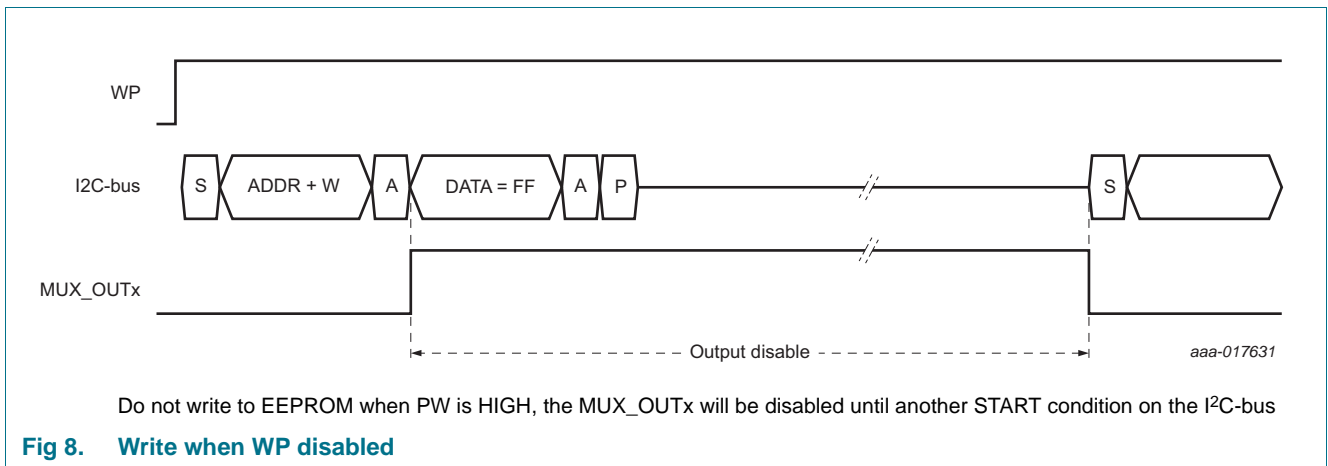 WP
I2C-bus S ADDR + W A DATA = FF A P S
MUX_OUTx
Output disable
aaa-017631
Do not write to EEPROM when PW is HIGH, the MUX_OUTx will be disabled until another START condition on the I²C-bus
Fig 8. Write when WP disabled